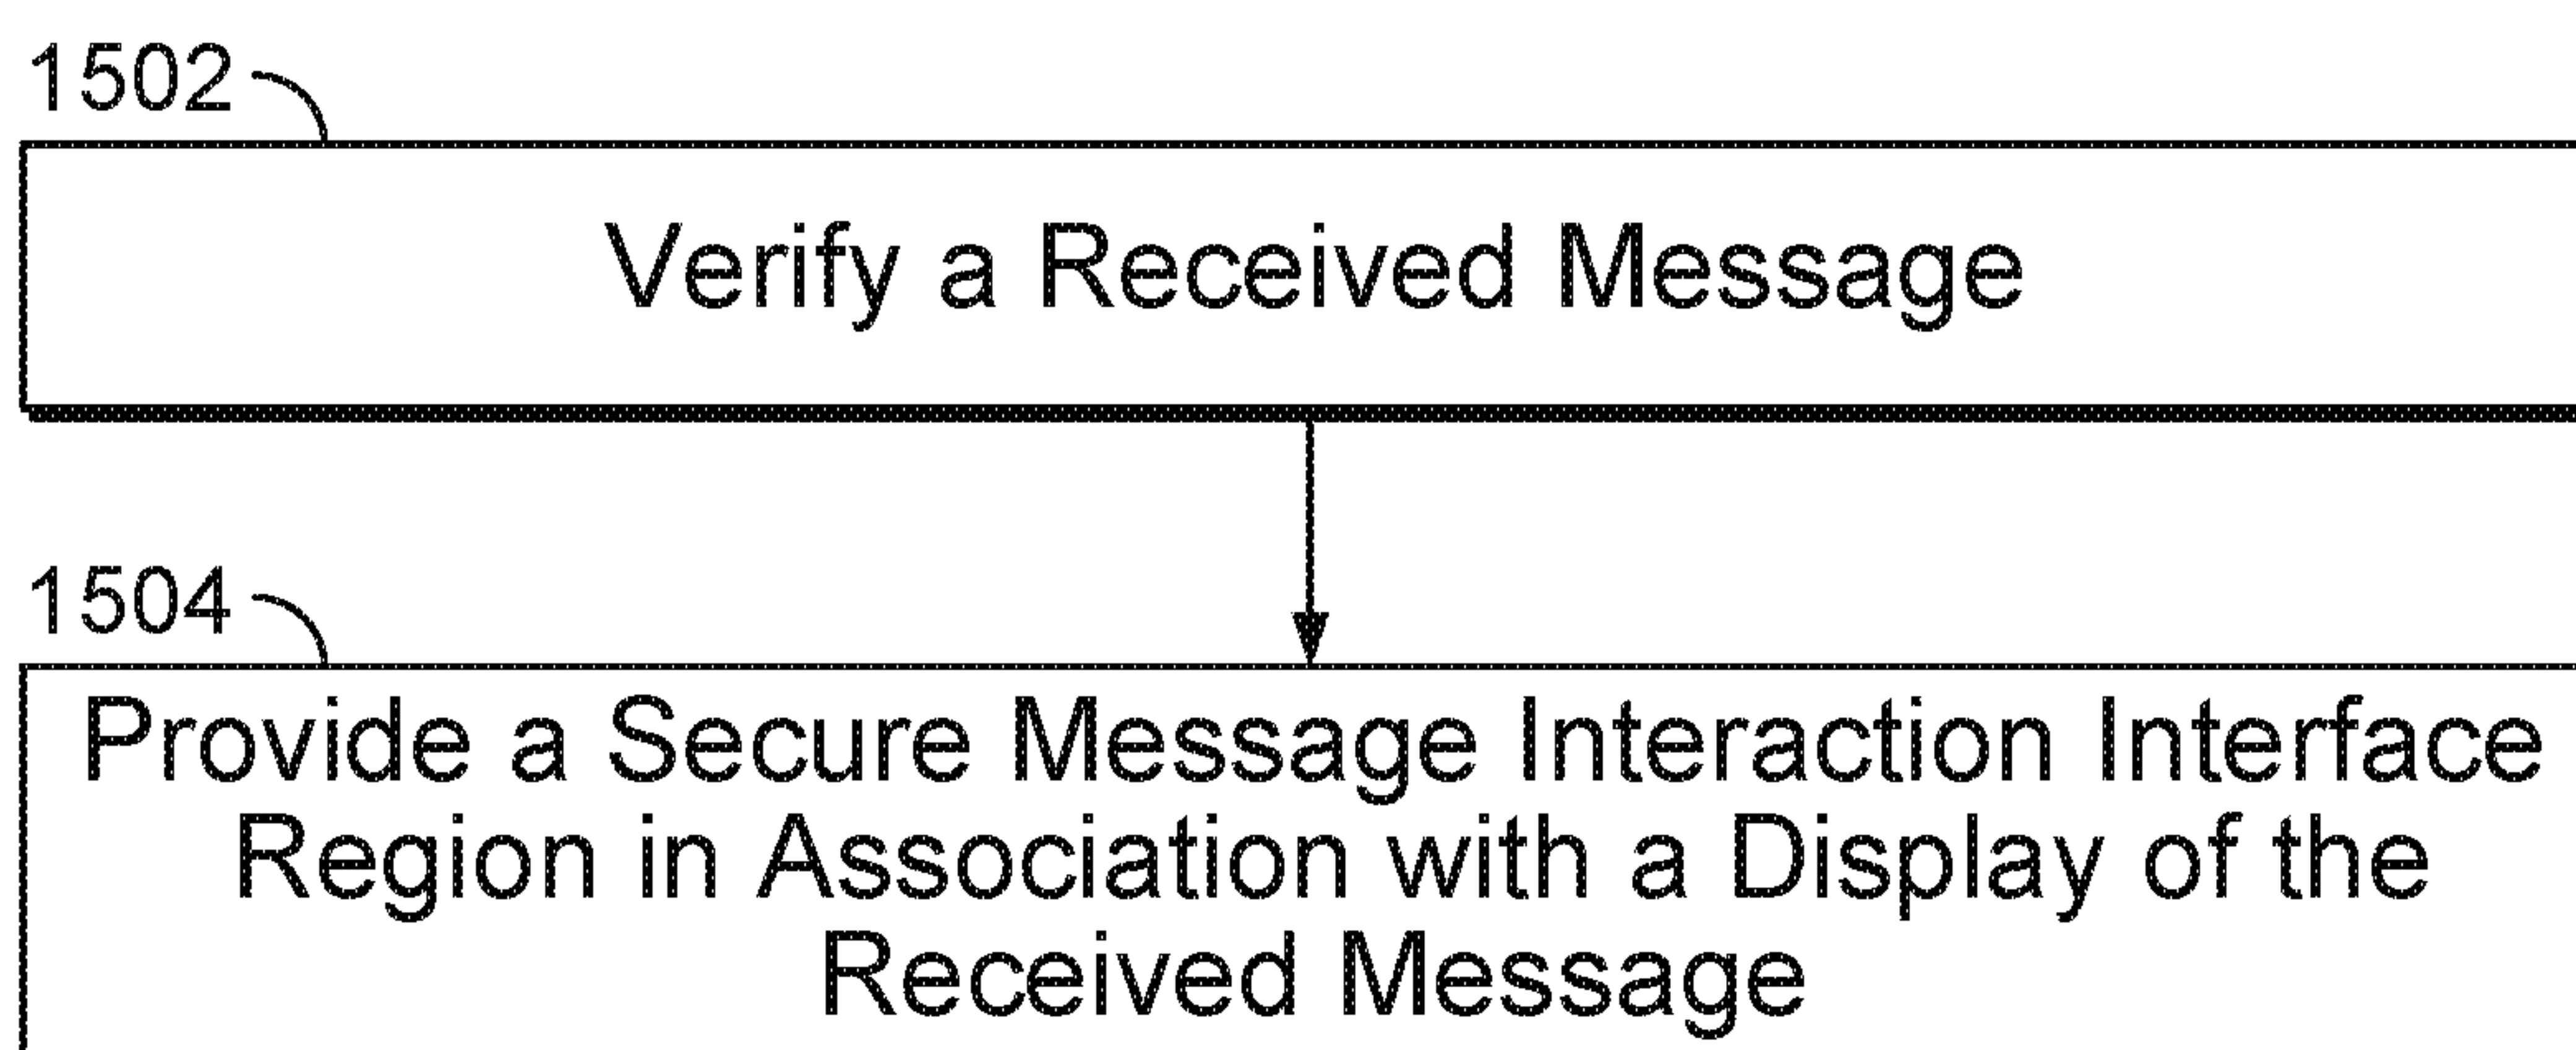 1502
Verify a Received Message
1504
Provide a Secure Message Interaction Interface
Region in Association with a Display of the
Received Message